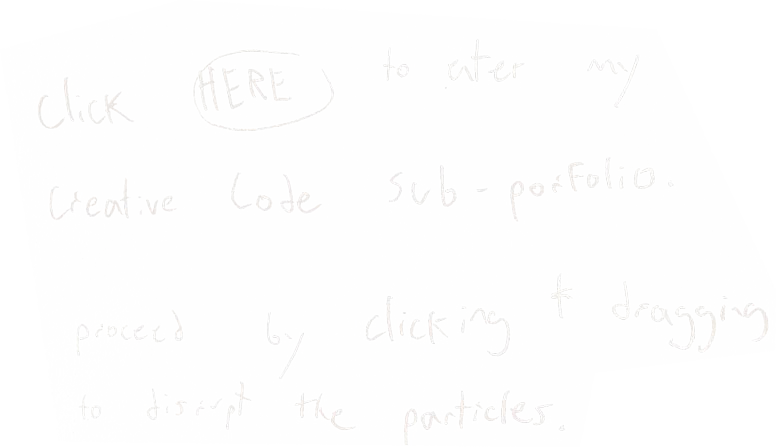 Click HERE to enter my
Creative Code Sub-portfolio.
proceed by clicking + dragging
to disrupt the particles.